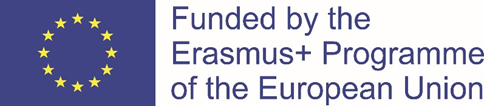 Funded by the
Erasmus+ Programme
of the European Union